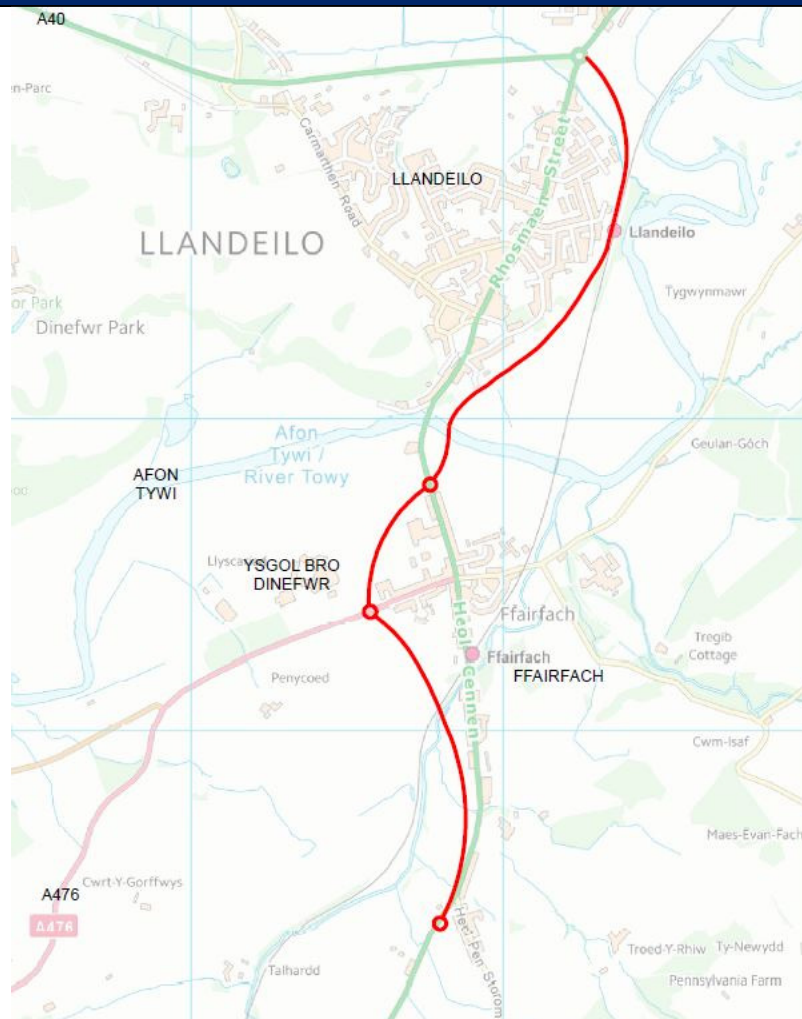 A40
en-Parc
Carmarthen Road
Rhosmaen Street
LLANDEILO
LLANDEILO
Llandeilo
or Park
Dinefwr Park
Tygwynmawr
Afon
Tywi /
River Towy
Geulan-Gôch
AFON
TYWI
YSGOL BRO
DINEFWR
Heol Cennen
Ffairfach
Ffairfach
FFAIRFACH
Tregib
Cottage
Penycoed
Cwm-Isaf
Maes-Evan-Fach
A476
Cwrt-Y-Gorffwys
A476
Heol Pen Storom
Talhardd
Troed-Y-Rhiw
Ty-Newydd
Pennsylvania Farm